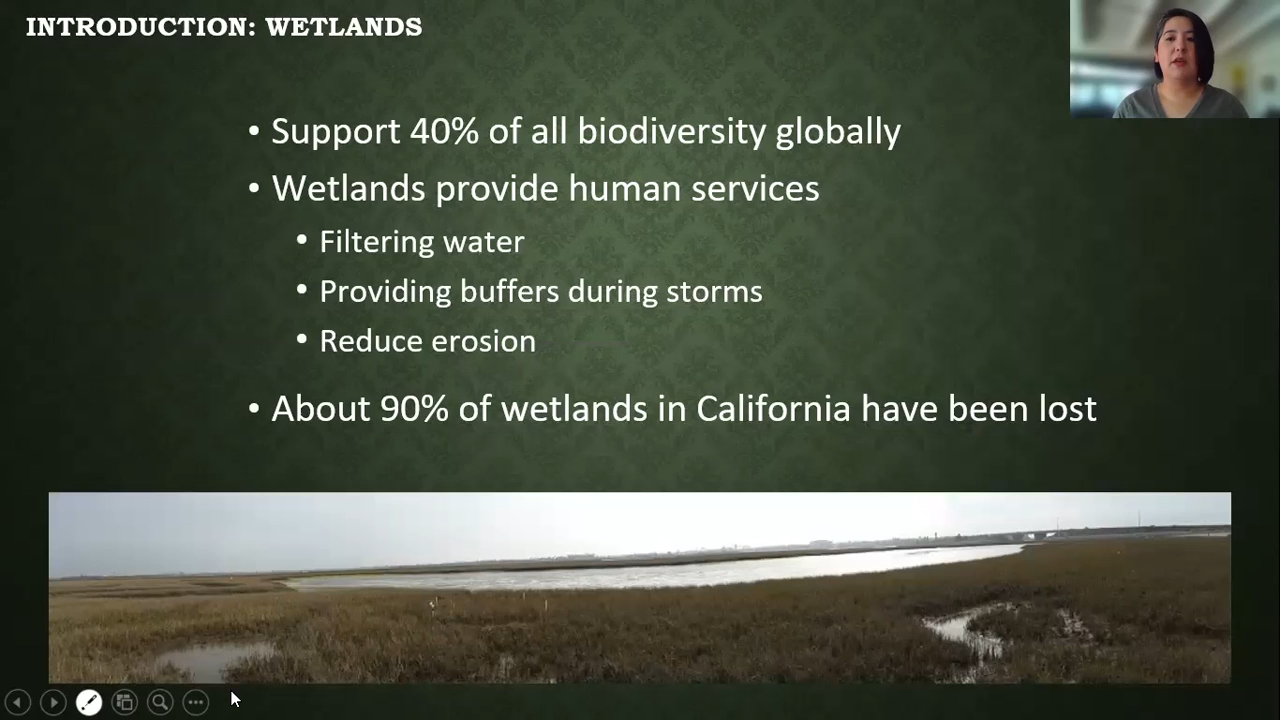 INTRODUCTION: WETLANDS
• Support 40% of all biodiversity globally
• Wetlands provide human services
• Filtering water
• Providing buffers during storms
• Reduce erosion
• About 90% of wetlands in California have been lost